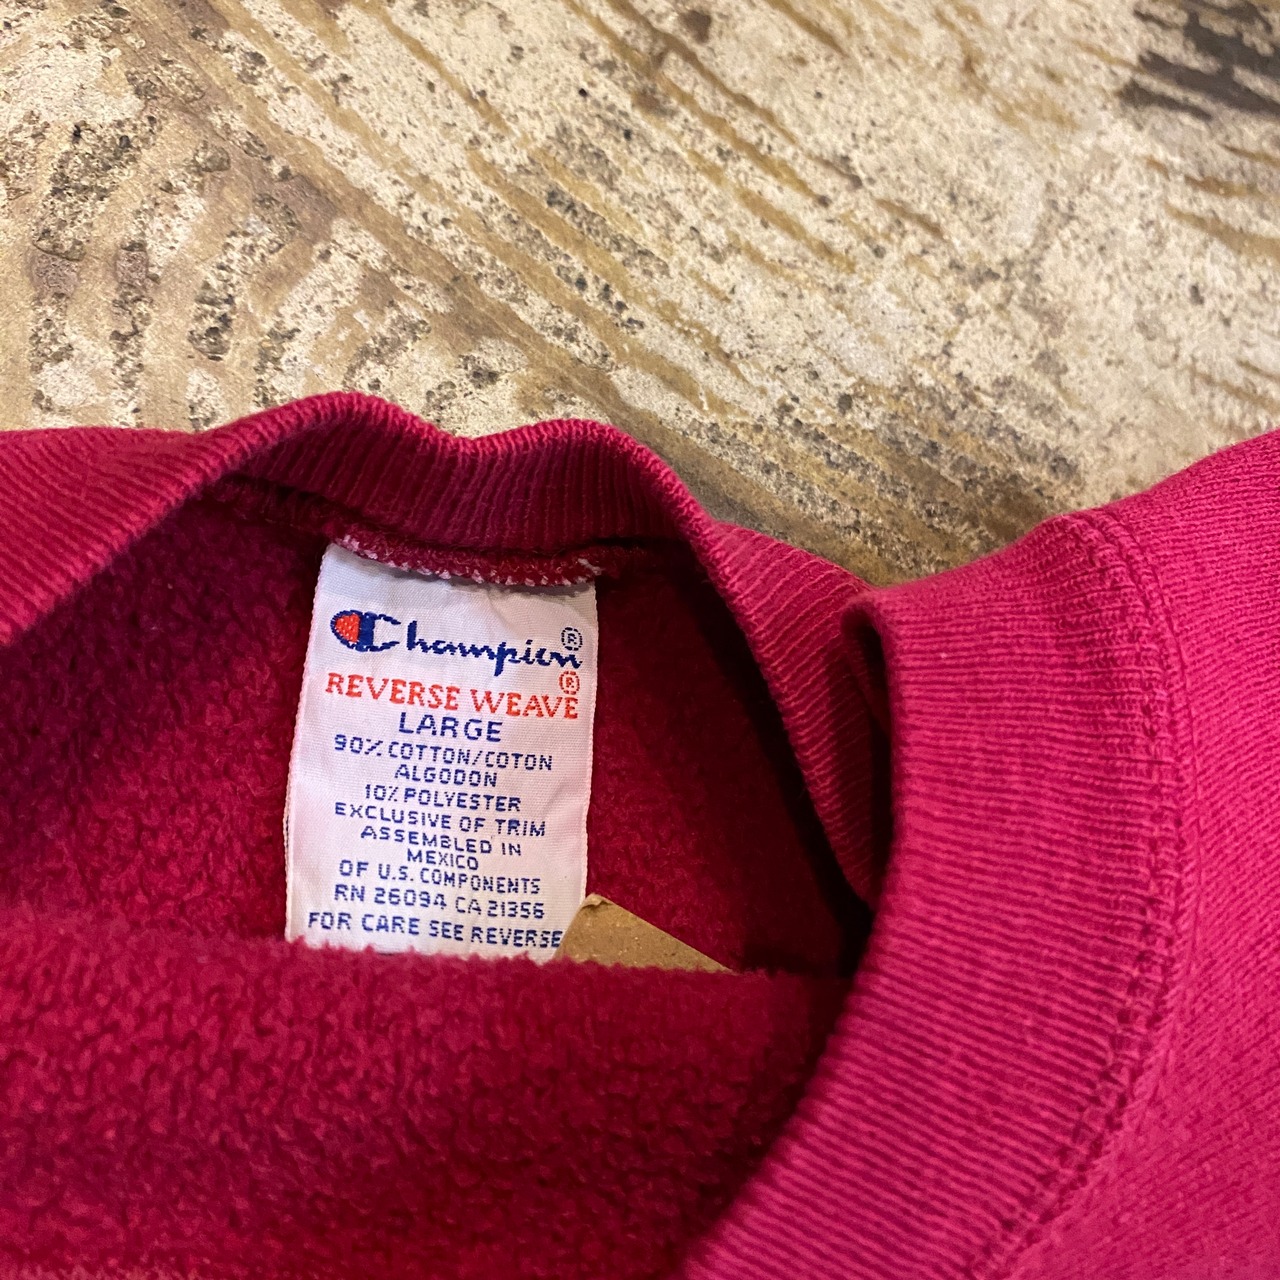 Champion®
REVERSE WEAVE®
LARGE
90% COTTON/COTON
ALGODON
10% POLYESTER
EXCLUSIVE OF TRIM
ASSEMBLED IN
MEXICO
OF U.S. COMPONENTS
RN 26094 CA 21356
FOR CARE SEE REVERSE